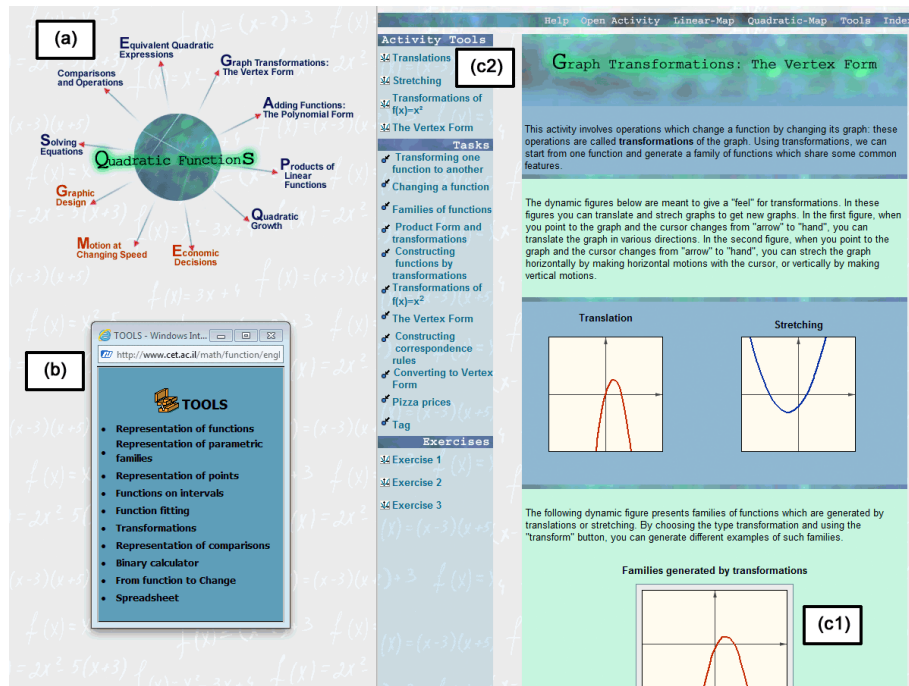 (a)
Equivalent Quadratic
Expressions
Graph Transformations:
The Vertex Form
Comparisons
and Operations
Adding Functions:
The Polynomial Form
Solving
Equations
Quadratic FunctionS
Products of
Linear
Functions
Graphic
Design
Quadratic
Growth
Motion at
Changing Speed
Economic
Decisions
(b)
TOOLS - Windows Int...
http://www.cet.ac.il/math/function/engl
TOOLS
• Representation of functions
• Representation of parametric
families
• Representation of points
• Functions on intervals
• Function fitting
• Transformations
• Representation of comparisons
• Binary calculator
• From function to Change
• Spreadsheet
Help Open Activity Linear-Map Quadratic-Map Tools Index
Activity Tools
(c2)
Translations
Stretching
Transformations of
f(x)=x²
The Vertex Form
Tasks
Transforming one
function to another
Changing a function
Families of functions
Product Form and
transformations
Constructing
functions by
transformations
Transformations of
f(x)=x²
The Vertex Form
Constructing
correspondence
rules
Converting to Vertex
Form
Pizza prices
Tag
Exercises
Exercise 1
Exercise 2
Exercise 3
Graph Transformations: The Vertex Form
This activity involves operations which change a function by changing its graph: these
operations are called transformations of the graph. Using transformations, we can
start from one function and generate a family of functions which share some common
features.
The dynamic figures below are meant to give a "feel" for transformations. In these
figures you can translate and strech graphs to get new graphs. In the first figure, when
you point to the graph and the cursor changes from "arrow" to "hand", you can
translate the graph in various directions. In the second figure, when you point to the
graph and the cursor changes from "arrow" to "hand", you can strech the graph
horizontally by making horizontal motions with the cursor, or vertically by making
vertical motions.
Translation
Stretching
The following dynamic figure presents families of functions which are generated by
translations or stretching. By choosing the type transformation and using the
"transform" button, you can generate different examples of such families.
Families generated by transformations
(c1)